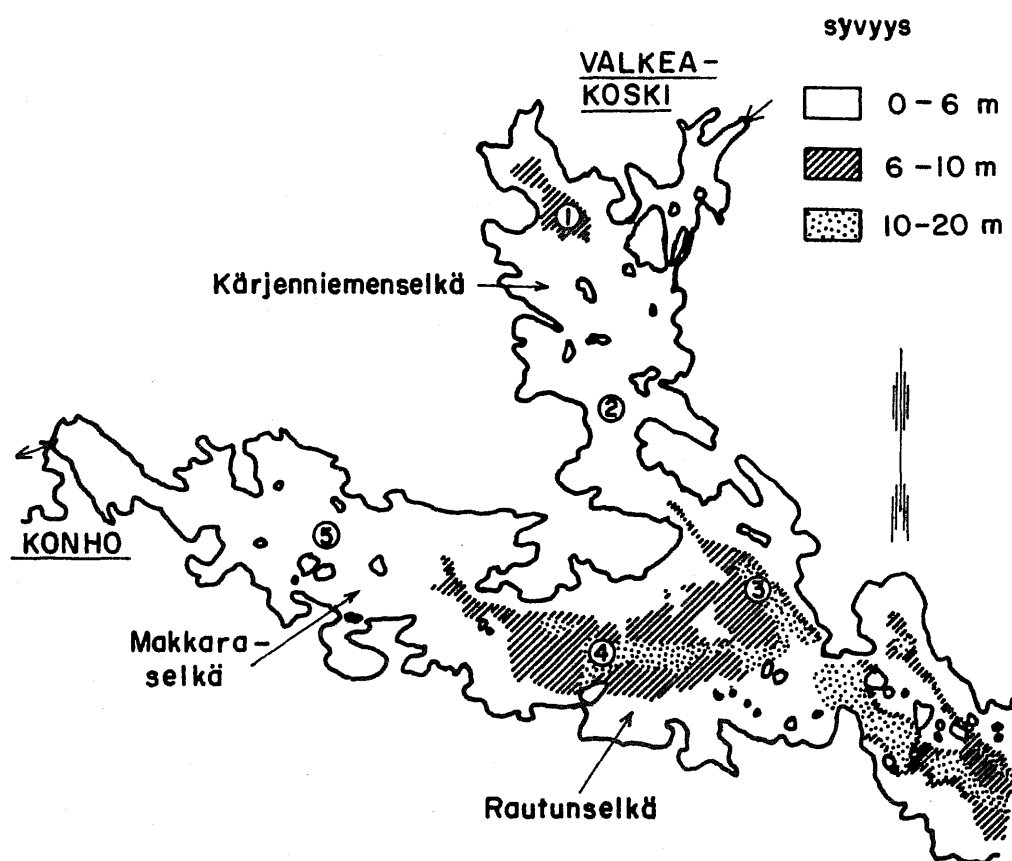 syvyys
VALKEA-
KOSKI
0-6 m
6-10 m
10-20 m
1
Kärjenniemenselkä
2
5
KONHO
3
Makkara-
selkä
4
Rautunselkä